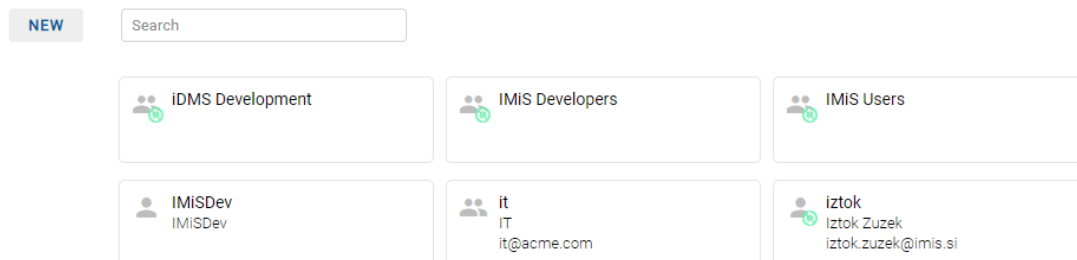 NEW
Search
iDMS Development
IMiS Developers
IMiS Users
IMiSDev
IMiSDev
it
IT
it@acme.com
iztok
Iztok Zuzek
iztok.zuzek@imis.si